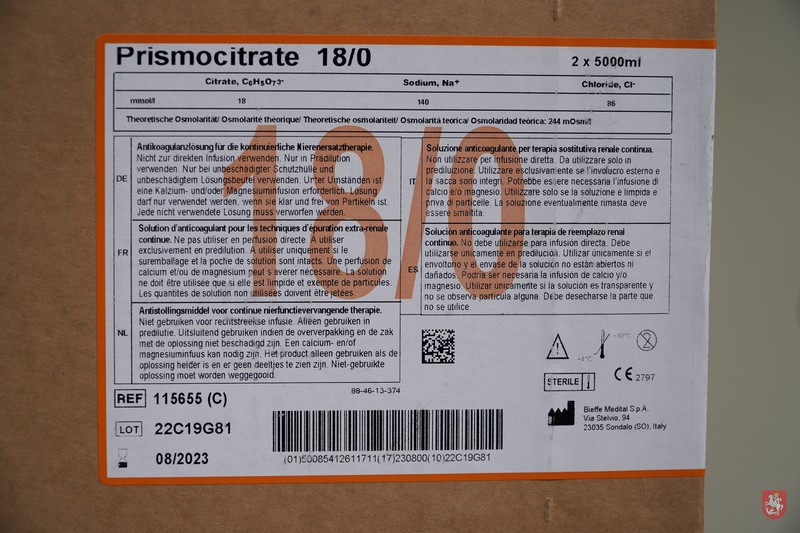 Prismocitrate 18/0
2 x 5000ml
Citrate, C₆H₅O₇³⁻ Sodium, Na⁺ Chloride, Cl⁻
mmol/l 18 140 86
Theoretische Osmolarität/ Osmolarité théorique/ Theoretische osmolariteit/ Osmolarità teorica/ Osmolaridad teórica: 244 mOsm/l
18/0
DE
Antikoagulanzlösung für die kontinuierliche Nierenersatztherapie.
Nicht zur direkten Infusion verwenden. Nur in Prädilution
verwenden. Nur bei unbeschädigter Schutzhülle und
unbeschädigtem Lösungsbeutel verwenden. Unter Umständen ist
eine Kalzium- und/oder Magnesiuminfusion erforderlich. Lösung
darf nur verwendet werden, wenn sie klar und frei von Partikeln ist.
Jede nicht verwendete Lösung muss verworfen werden.
FR
Solution d'anticoagulant pour les techniques d'épuration extra-rénale
continue. Ne pas utiliser en perfusion directe. A utiliser
exclusivement en prédilution. A utiliser uniquement si le
suremballage et la poche de solution sont intacts. Une perfusion de
calcium et/ou de magnésium peut s'avérer nécessaire. La solution
ne doit être utilisée que si elle est limpide et exempte de particules.
Les quantités de solution non utilisées doivent être jetées.
NL
Antistollingsmiddel voor continue nierfunctievervangende therapie.
Niet gebruiken voor rechtstreekse infusie. Alleen gebruiken in
predilutie. Uitsluitend gebruiken indien de oververpakking en de zak
met de oplossing niet beschadigd zijn. Een calcium- en/of
magnesiuminfuus kan nodig zijn. Het product alleen gebruiken als de
oplossing helder is en er geen deeltjes te zien zijn. Niet-gebruikte
oplossing moet worden weggegooid.
IT
Soluzione anticoagulante per terapia sostitutiva renale continua.
Non utilizzare per infusione diretta. Da utilizzare solo in
prediluizione. Utilizzare esclusivamente se l'involucro esterno e
la sacca sono integri. Potrebbe essere necessaria l'infusione di
calcio e/o magnesio. Utilizzare solo se la soluzione è limpida e
priva di particelle. La soluzione eventualmente rimasta deve
essere smaltita.
ES
Solución anticoagulante para terapia de reemplazo renal
continuo. No debe utilizarse para infusión directa. Debe
utilizarse únicamente en predilución. Utilizar únicamente si el
envoltorio y el envase de la solución no están abiertos ni
dañados. Podría ser necesaria la infusión de calcio y/o
magnesio. Utilizar únicamente si la solución es transparente y
no se observa partícula alguna. Debe desecharse la parte que
no se utilice.
88-46-13-374
+4°C
+30°C
STERILE
CE 2797
REF 115655 (C)
LOT 22C19G81
08/2023
(01)50085412611711(17)230800(10)22C19G81
Bieffe Medital S.p.A.
Via Stelvio, 94
23035 Sondalo (SO), Italy